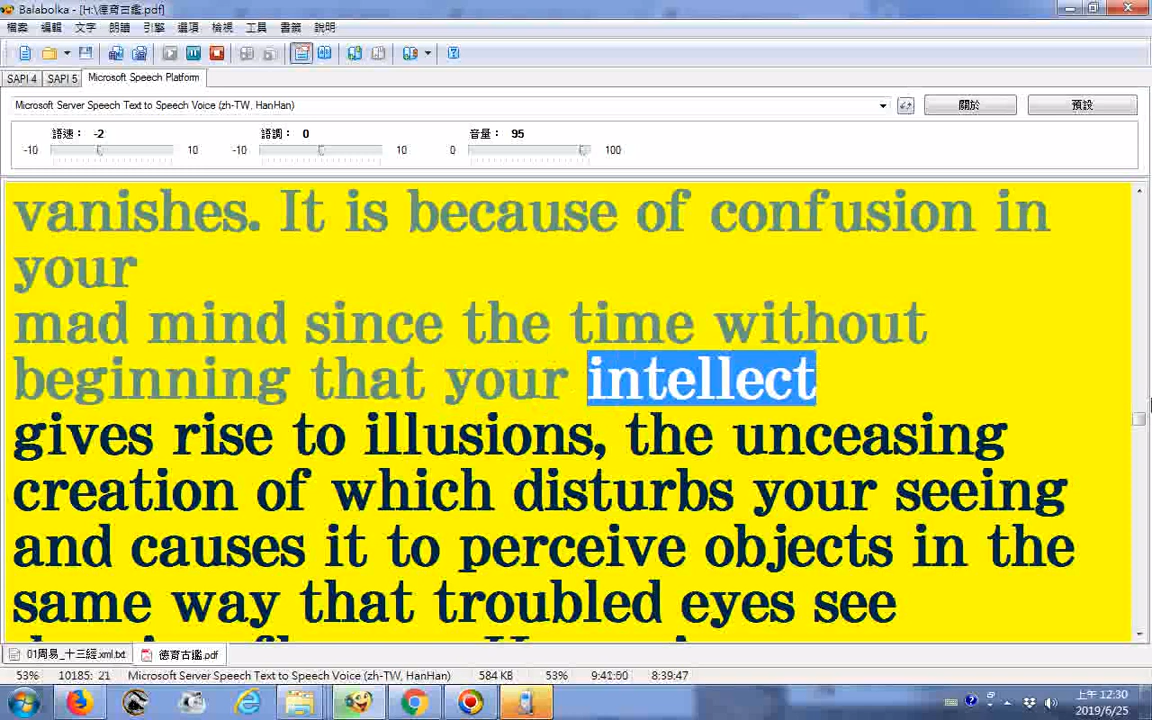 Balabolka - [H:\德育古鑑.pdf]
檔案 編輯 文字 朗讀 引擎 選項 檢視 工具 書籤 說明
SAPI 4 SAPI 5 Microsoft Speech Platform
Microsoft Server Speech Text to Speech Voice (zh-TW, HanHan) 關於 預設
語速： -2 語調： 0 音量： 95
-10 10 -10 10 0 100
vanishes. It is because of confusion in
your
mad mind since the time without
beginning that your intellect
gives rise to illusions, the unceasing
creation of which disturbs your seeing
and causes it to perceive objects in the
same way that troubled eyes see
01周易_十三經.xml.txt 德育古鑑.pdf
53% 10185: 21 Microsoft Server Speech Text to Speech Voice (zh-TW, HanHan) 584 KB 53% 9:41:50 8:39:47
上午 12:30
2019/6/25